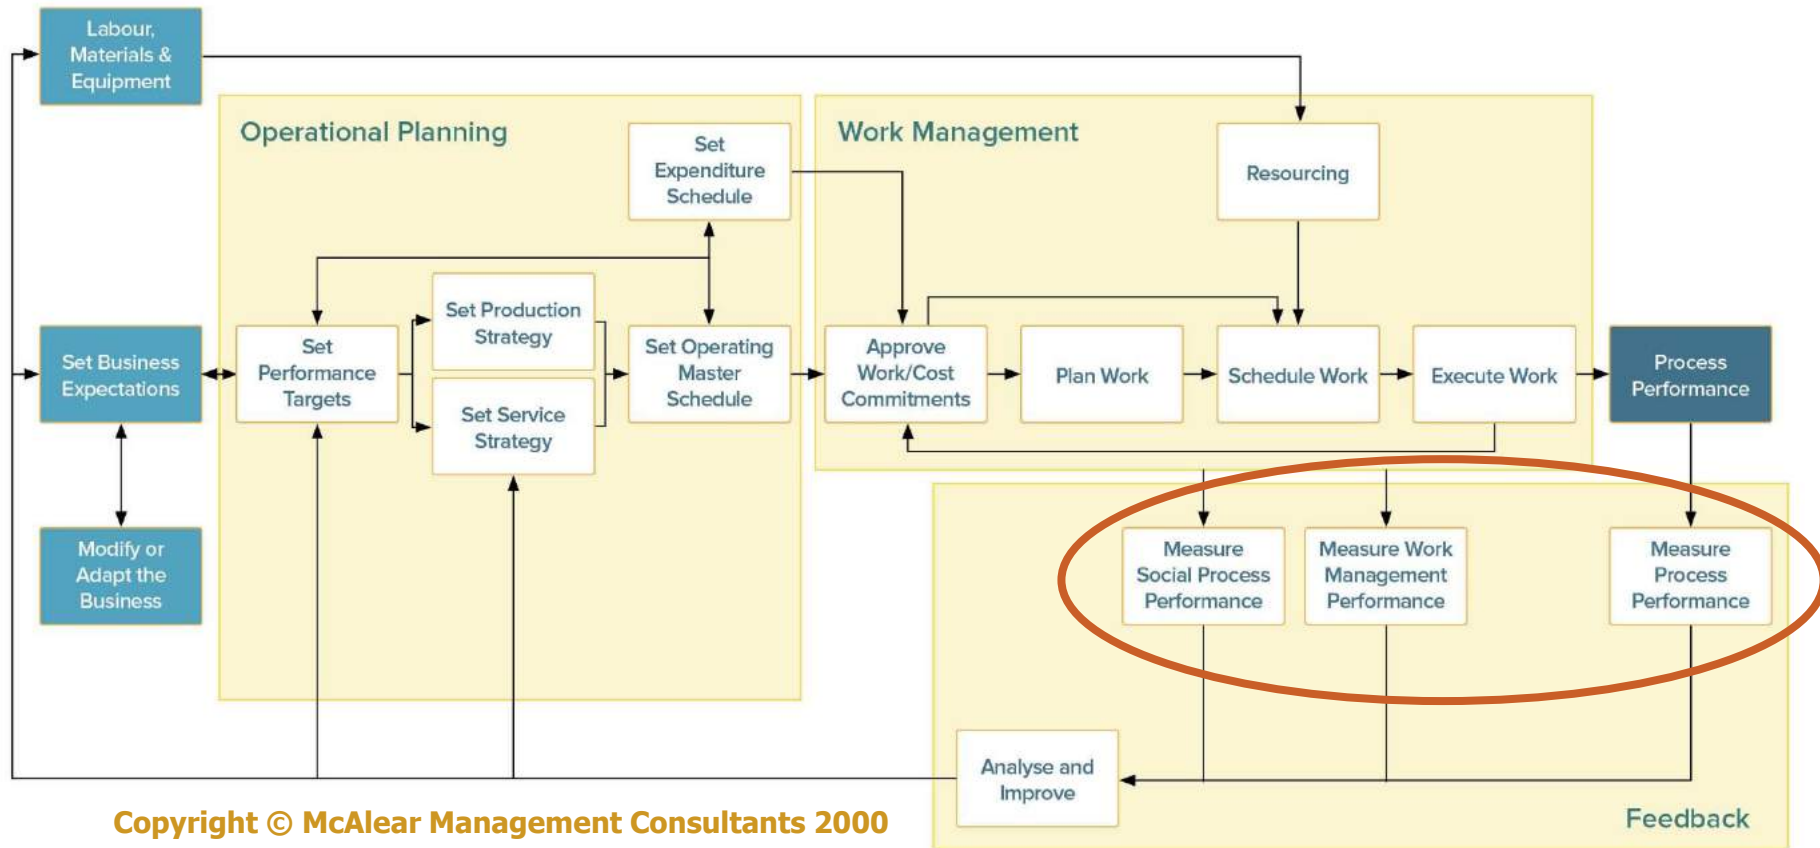 Labour,
Materials &
Equipment
Operational Planning
Set
Expenditure
Schedule
Work Management
Resourcing
Set Business
Expectations
Set
Performance
Targets
Set Production
Strategy
Set Service
Strategy
Set Operating
Master
Schedule
Approve
Work/Cost
Commitments
Plan Work
Schedule Work
Execute Work
Process
Performance
Modify or
Adapt the
Business
Measure
Social Process
Performance
Measure Work
Management
Performance
Measure
Process
Performance
Analyse and
Improve
Feedback
Copyright © McAlear Management Consultants 2000